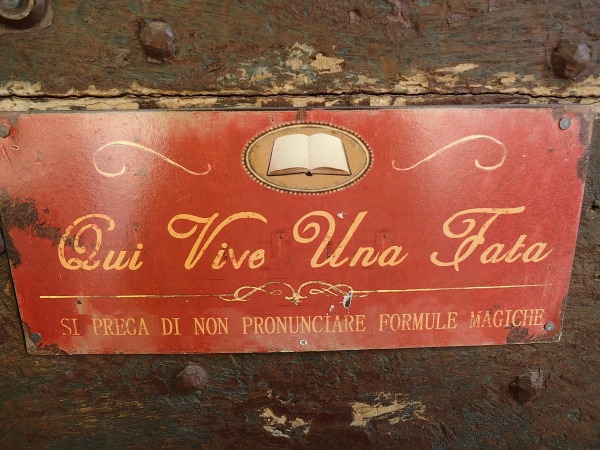 Qui Vive Una Fata
SI PREGA DI NON PRONUNCIARE FORMULE MAGICHE